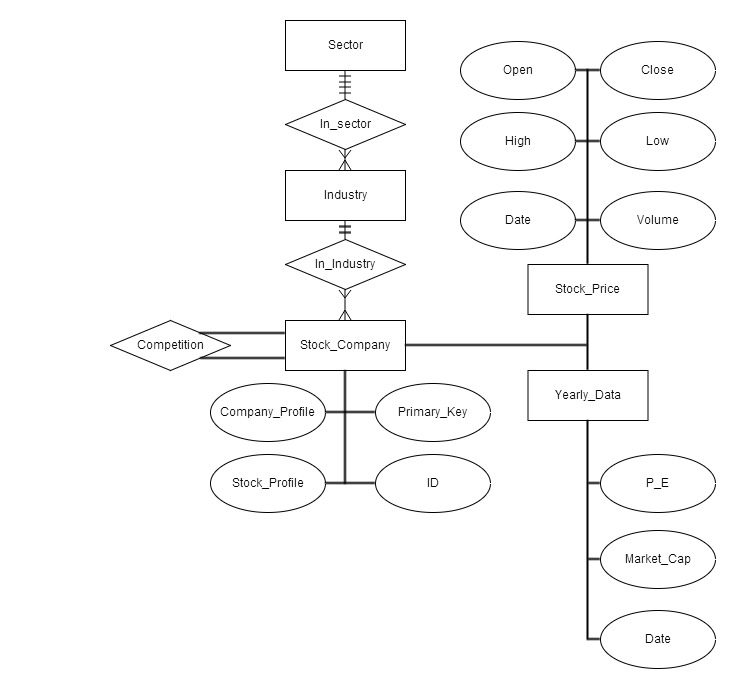 Sector
Open
Close
In_sector
High
Low
Industry
Date
Volume
In_Industry
Stock_Price
Competition
Stock_Company
Yearly_Data
Company_Profile
Primary_Key
Stock_Profile
ID
P_E
Market_Cap
Date